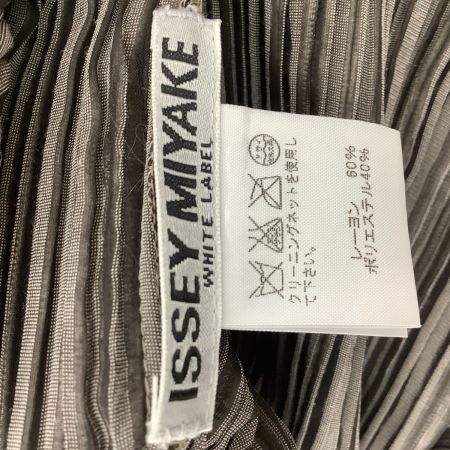 ISSEY MIYAKE
WHITE LABEL
クリーニングネットを使用し
て下さい。
レーヨン 60%
ポリエステル40%